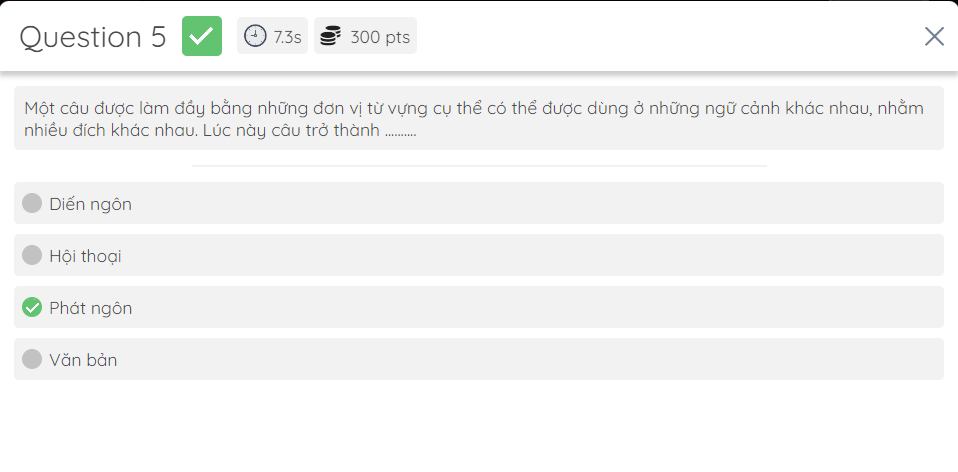 Question 5
7.3s
300 pts
Một câu được làm đầy bằng những đơn vị từ vựng cụ thể có thể được dùng ở những ngữ cảnh khác nhau, nhằm
nhiều đích khác nhau. Lúc này câu trở thành ..........
Diến ngôn
Hội thoại
Phát ngôn
Văn bản